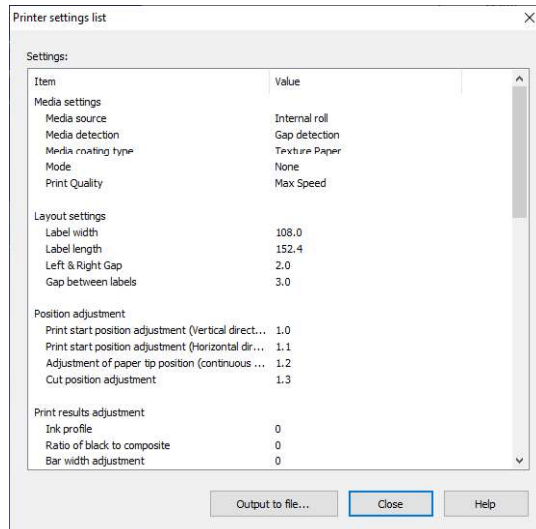 Printer settings list
Settings:
Item Value
Media settings
Media source Internal roll
Media detection Gap detection
Media coating type Texture Paper
Mode None
Print Quality Max Speed
Layout settings
Label width 108.0
Label length 152.4
Left & Right Gap 2.0
Gap between labels 3.0
Position adjustment
Print start position adjustment (Vertical direct... 1.0
Print start position adjustment (Horizontal dir... 1.1
Adjustment of paper tip position (continuous ... 1.2
Cut position adjustment 1.3
Print results adjustment
Ink profile 0
Ratio of black to composite 0
Bar width adjustment 0
Output to file... Close Help